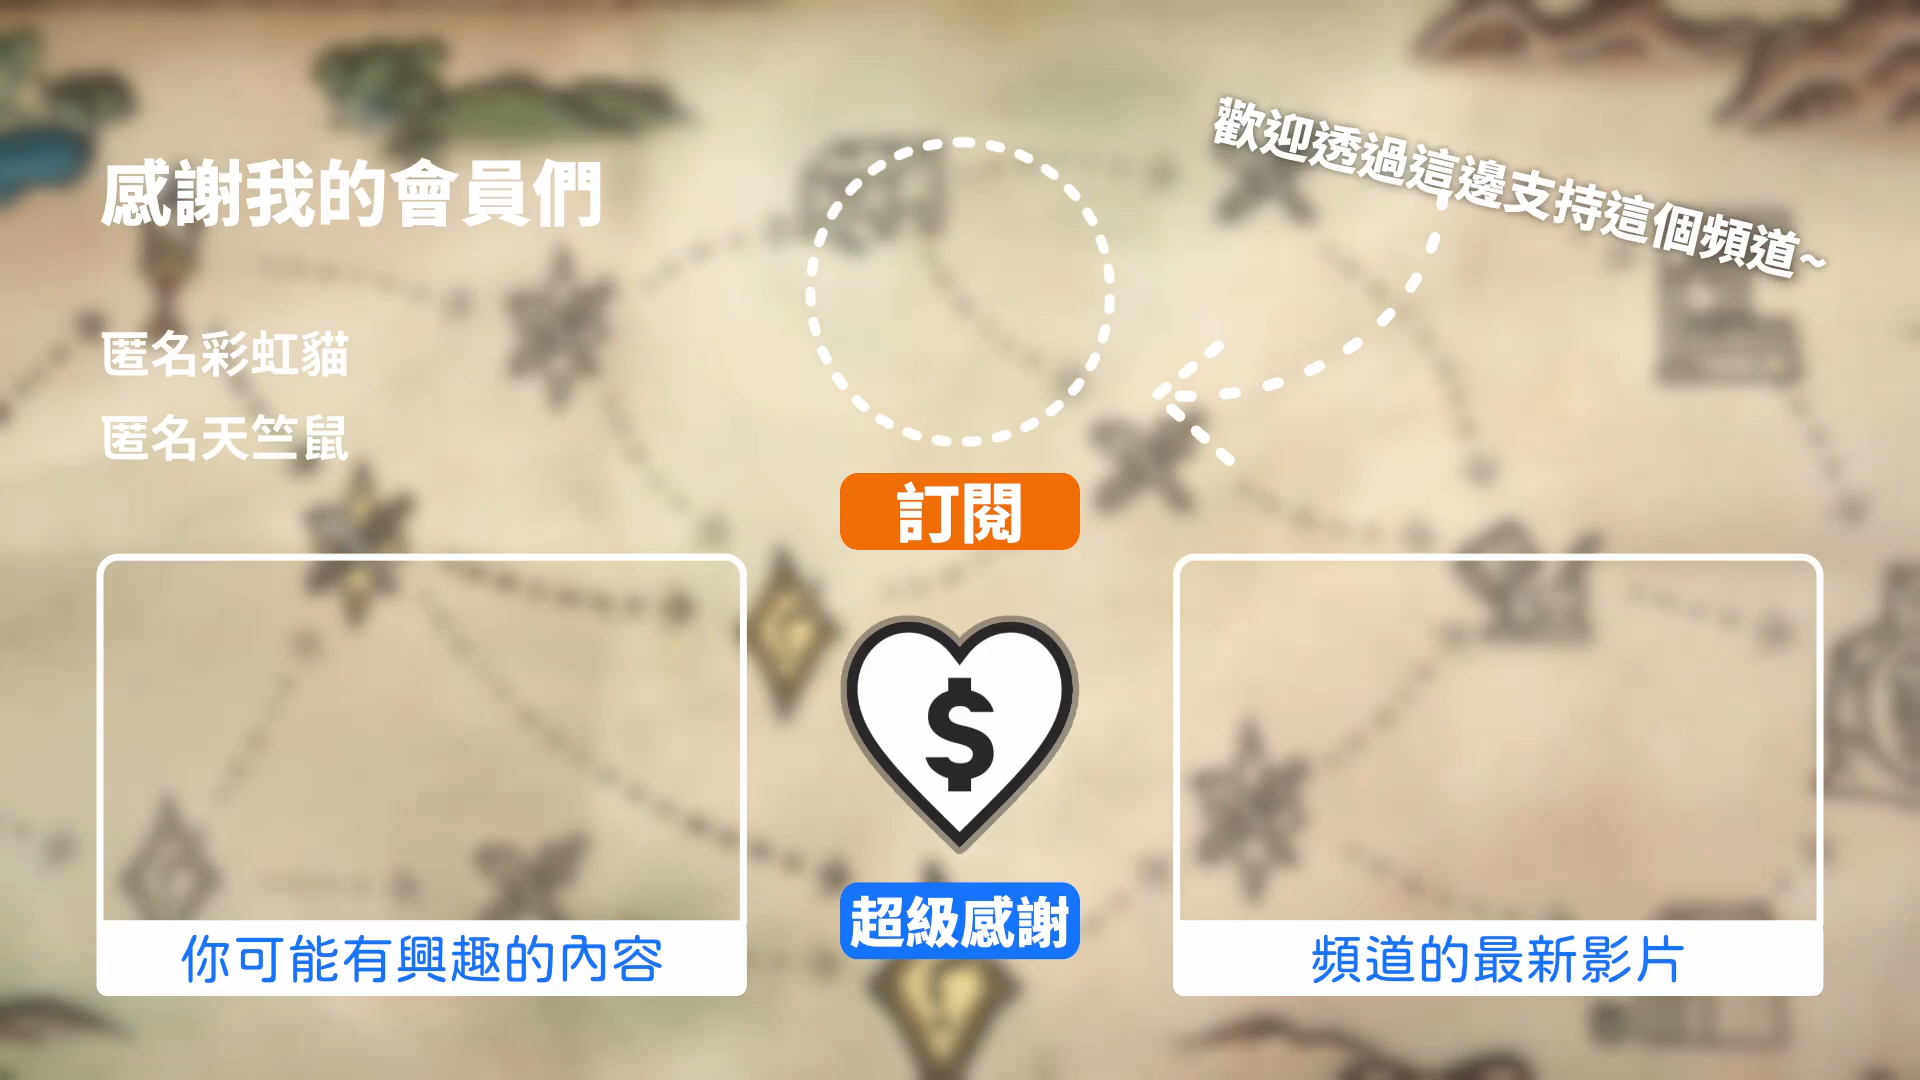 感謝我的會員們
匿名彩虹貓
匿名天竺鼠
歡迎透過這邊支持這個頻道~
訂閱
$
超級感謝
你可能有興趣的內容
頻道的最新影片